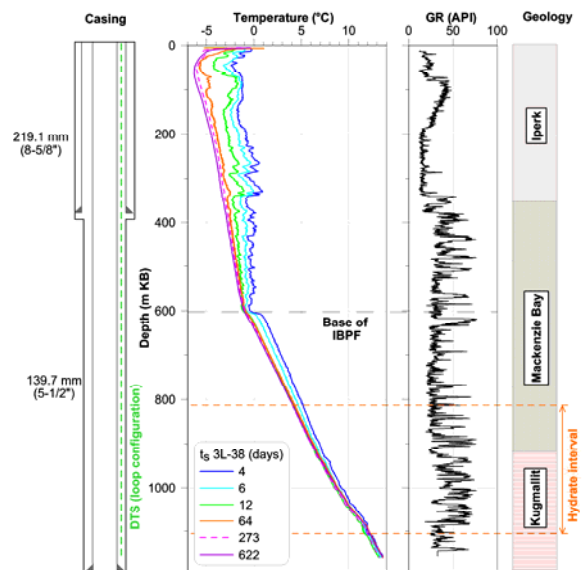 Casing
Temperature (°C)
GR (API)
Geology
-5 0 5 10
0 50 100
0
200
400
600
800
1000
Depth (m KB)
219.1 mm
(8-5/8")
139.7 mm
(5-1/2")
DTS (loop configuration)
Base of
IBPF
Iperk
Mackenzie Bay
Kugmallit
Hydrate interval
ts 3L-38 (days)
4
6
12
64
273
622